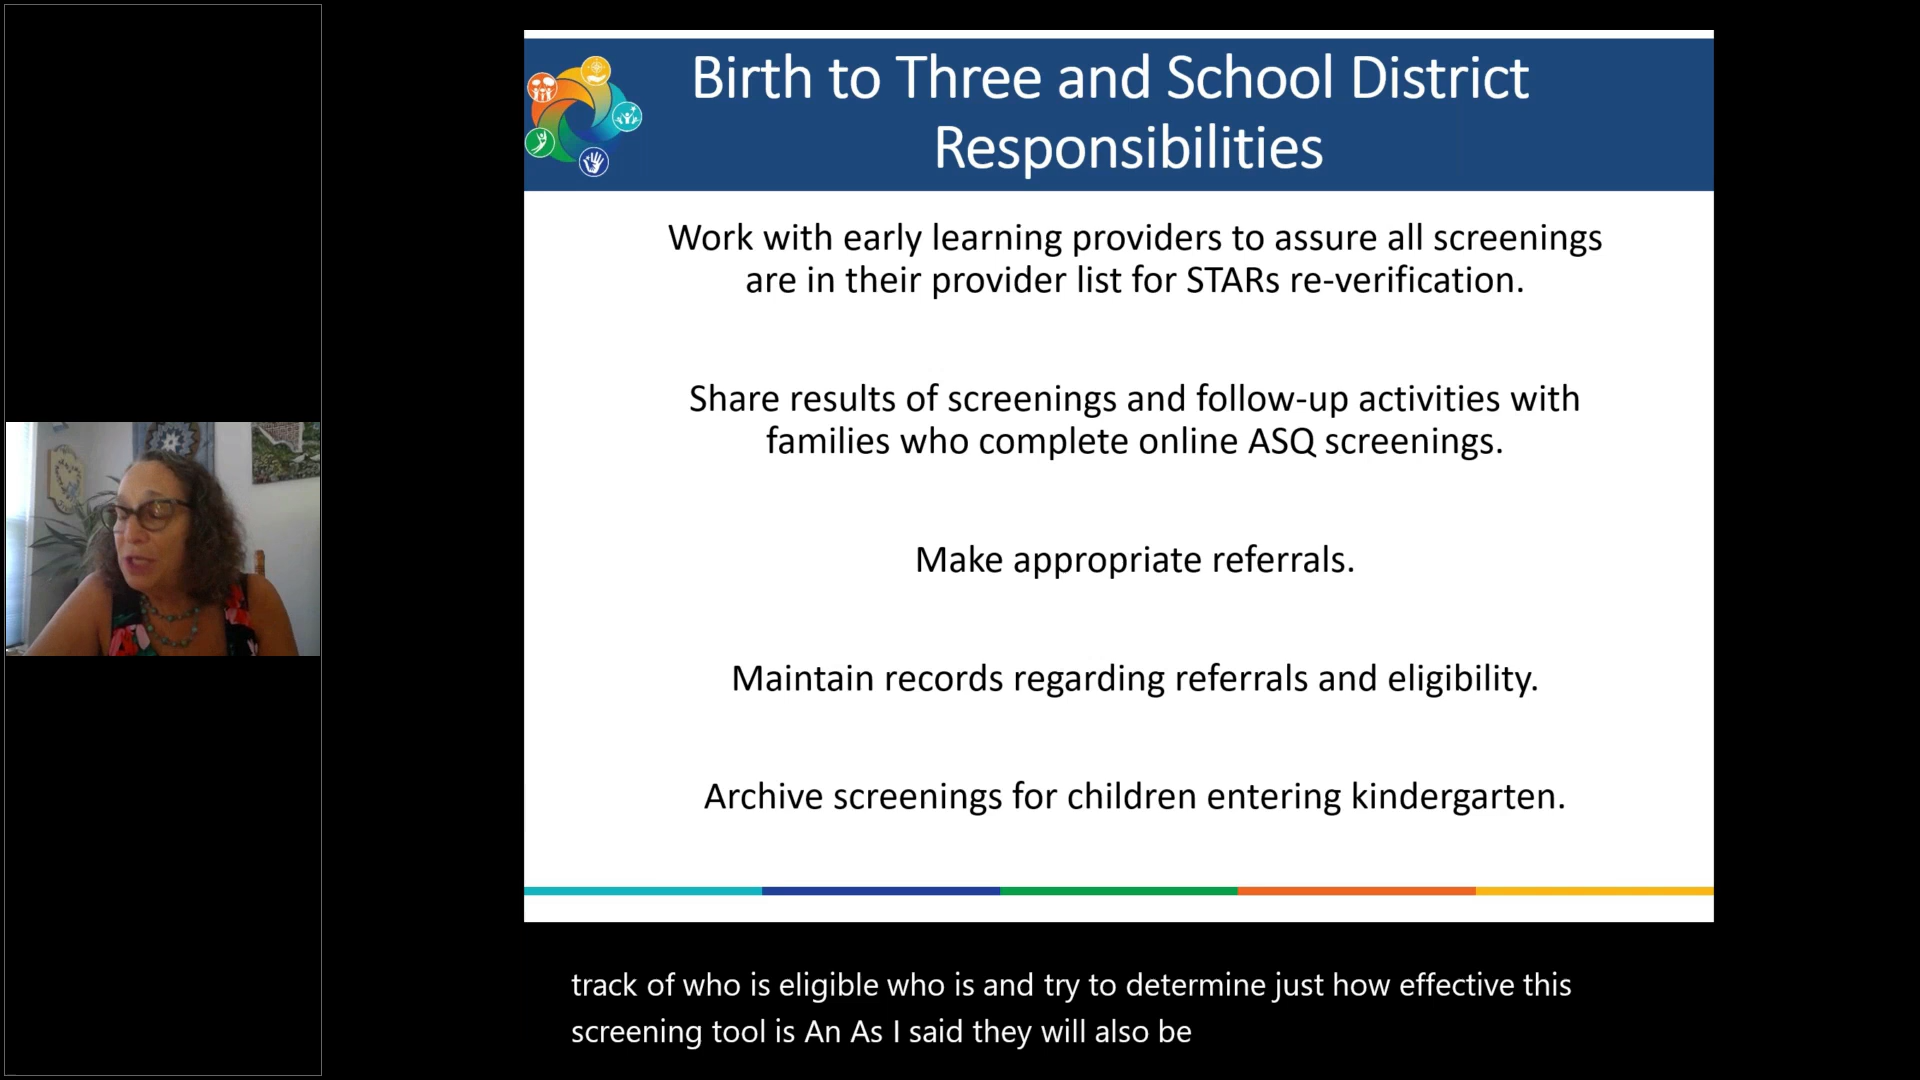 Birth to Three and School District
Responsibilities
Work with early learning providers to assure all screenings
are in their provider list for STARs re-verification.
Share results of screenings and follow-up activities with
families who complete online ASQ screenings.
Make appropriate referrals.
Maintain records regarding referrals and eligibility.
Archive screenings for children entering kindergarten.
track of who is eligible who is and try to determine just how effective this
screening tool is An As I said they will also be